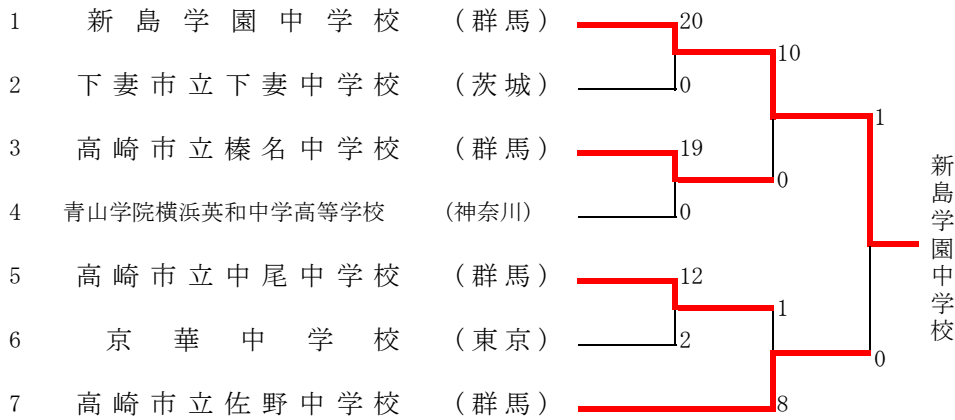 1 新島学園中学校 (群馬) 20
10
2 下妻市立下妻中学校 (茨城) 0
1
3 高崎市立榛名中学校 (群馬) 19
0
4 青山学院横浜英和中学高等学校 (神奈川) 0
新島学園中学校
5 高崎市立中尾中学校 (群馬) 12
1
6 京華中学校 (東京) 2
0
7 高崎市立佐野中学校 (群馬) 8